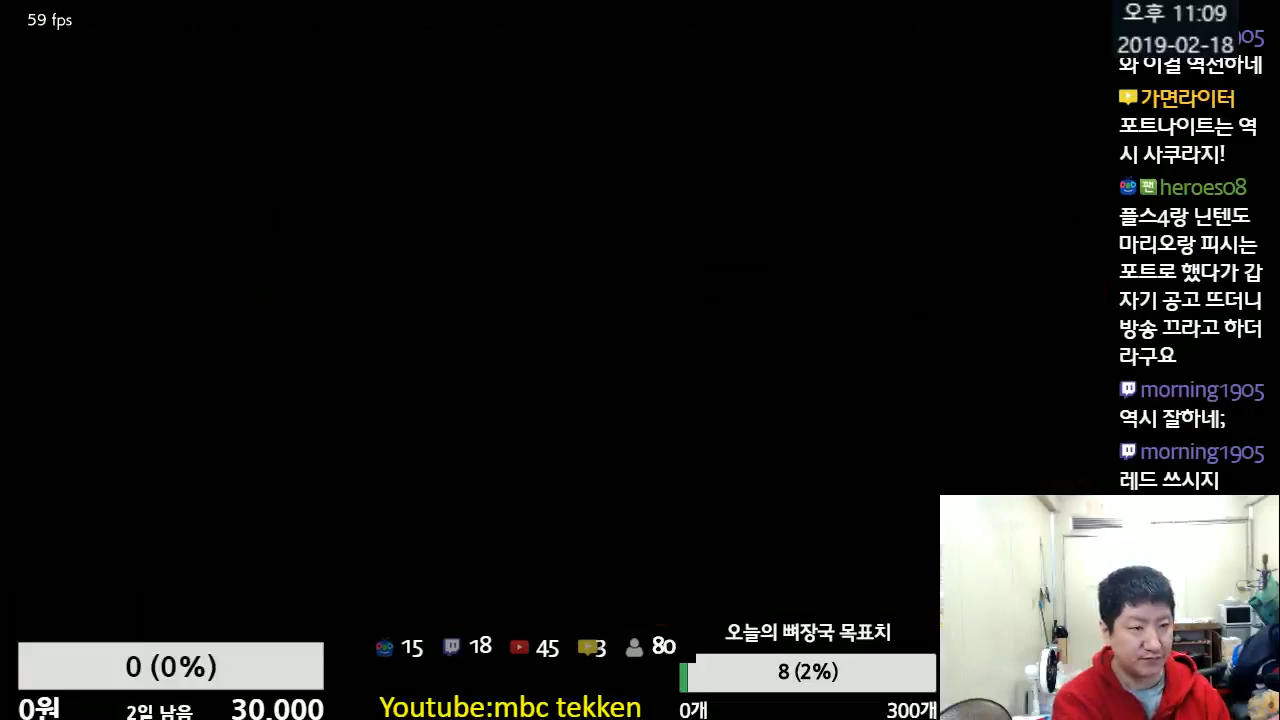 59 fps
오후 11:09
2019-02-18
와 이걸 역전하네
가면라이터
포트나이트는 역
시 사쿠라지!
heroes08
플스4랑 닌텐도
마리오랑 피시는
포트로 했다가 갑
자기 공고 뜨더니
방송 끄라고 하더
라구요
morning1905
역시 잘하네;
morning1905
레드 쓰시지
15 18 45 3 80
오늘의 뼈장국 목표치
0 (0%)
8 (2%)
0원 2일 남음 30,000
Youtube:mbc tekken
0개 300개